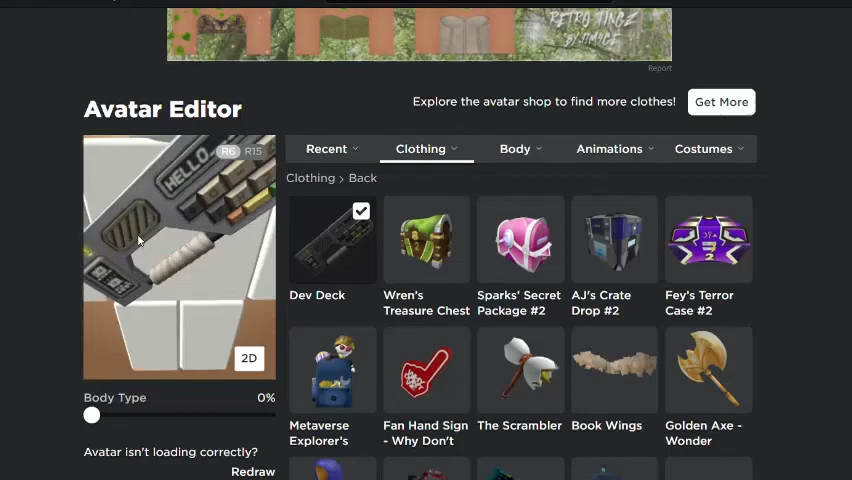 RETRO TINGZ
BY IIM4GE
Report
Avatar Editor
Explore the avatar shop to find more clothes!
Get More
R6 R15
HELLO
2D
Body Type 0%
Avatar isn't loading correctly?
Redraw
Recent Clothing Body Animations Costumes
Clothing > Back
Dev Deck
Wren's
Treasure Chest
Sparks' Secret
Package #2
AJ's Crate
Drop #2
Fey's Terror
Case #2
Metaverse
Explorer's
Fan Hand Sign
- Why Don't
The Scrambler
Book Wings
Golden Axe -
Wonder